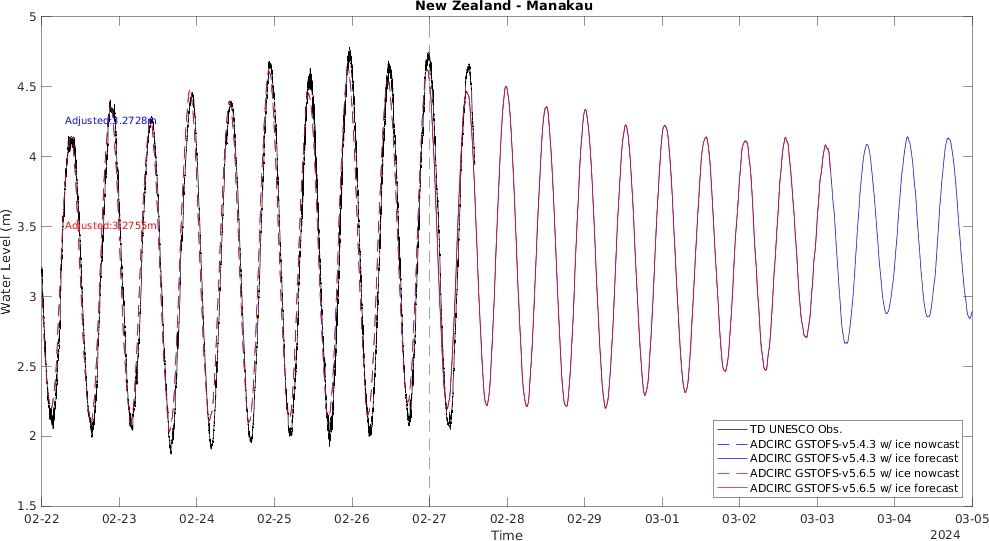 New Zealand - Manakau
5
4.5
4
3.5
3
2.5
2
1.5
Water Level (m)
Adjusted:3.2728m
Adjusted:3.2755m
TD UNESCO Obs.
ADCIRC GSTOFS-v5.4.3 w/ ice nowcast
ADCIRC GSTOFS-v5.4.3 w/ ice forecast
ADCIRC GSTOFS-v5.6.5 w/ ice nowcast
ADCIRC GSTOFS-v5.6.5 w/ ice forecast
02-22 02-23 02-24 02-25 02-26 02-27 02-28 02-29 03-01 03-02 03-03 03-04 03-05
Time
2024